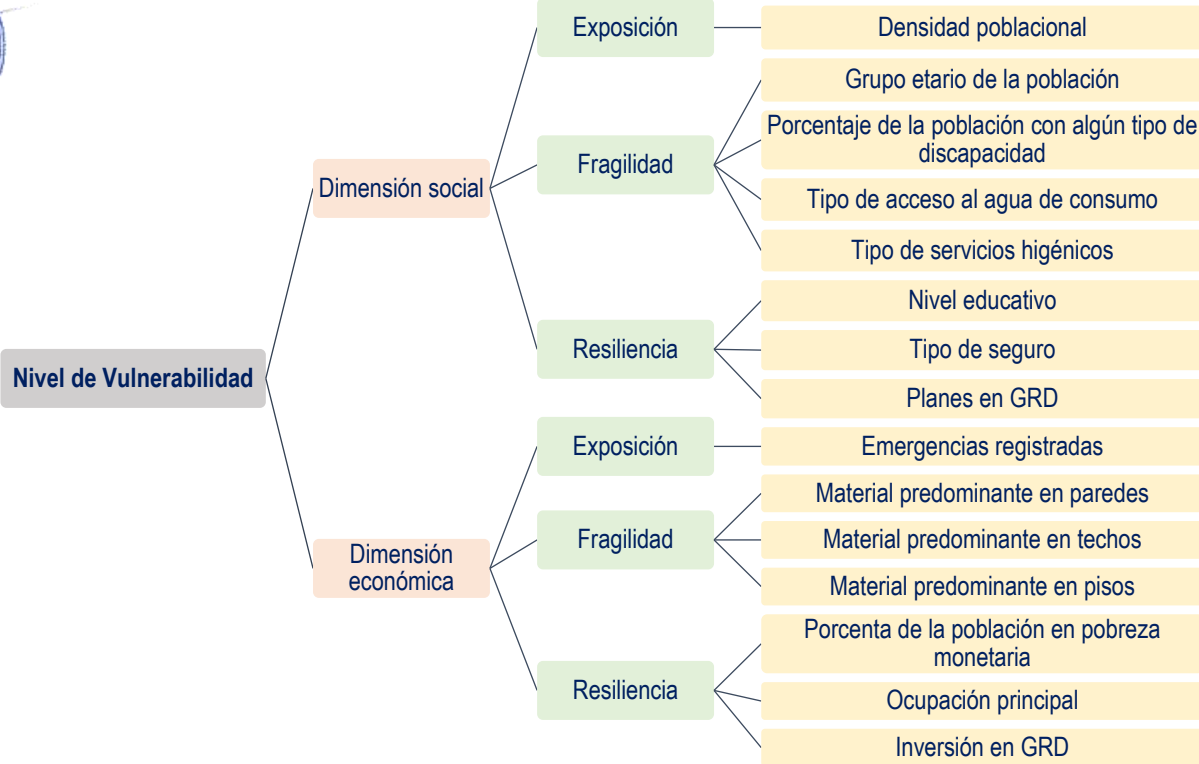 Nivel de Vulnerabilidad
Dimensión social
Exposición
Densidad poblacional
Fragilidad
Grupo etario de la población
Porcentaje de la población con algún tipo de
discapacidad
Tipo de acceso al agua de consumo
Tipo de servicios higénicos
Resiliencia
Nivel educativo
Tipo de seguro
Planes en GRD
Dimensión
económica
Exposición
Emergencias registradas
Fragilidad
Material predominante en paredes
Material predominante en techos
Material predominante en pisos
Resiliencia
Porcenta de la población en pobreza
monetaria
Ocupación principal
Inversión en GRD